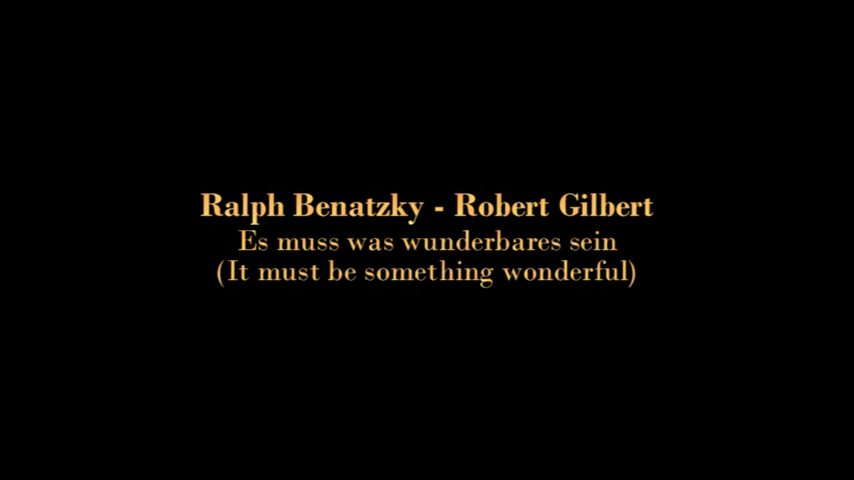 Ralph Benatzky - Robert Gilbert
Es muss was wunderbares sein
(It must be something wonderful)